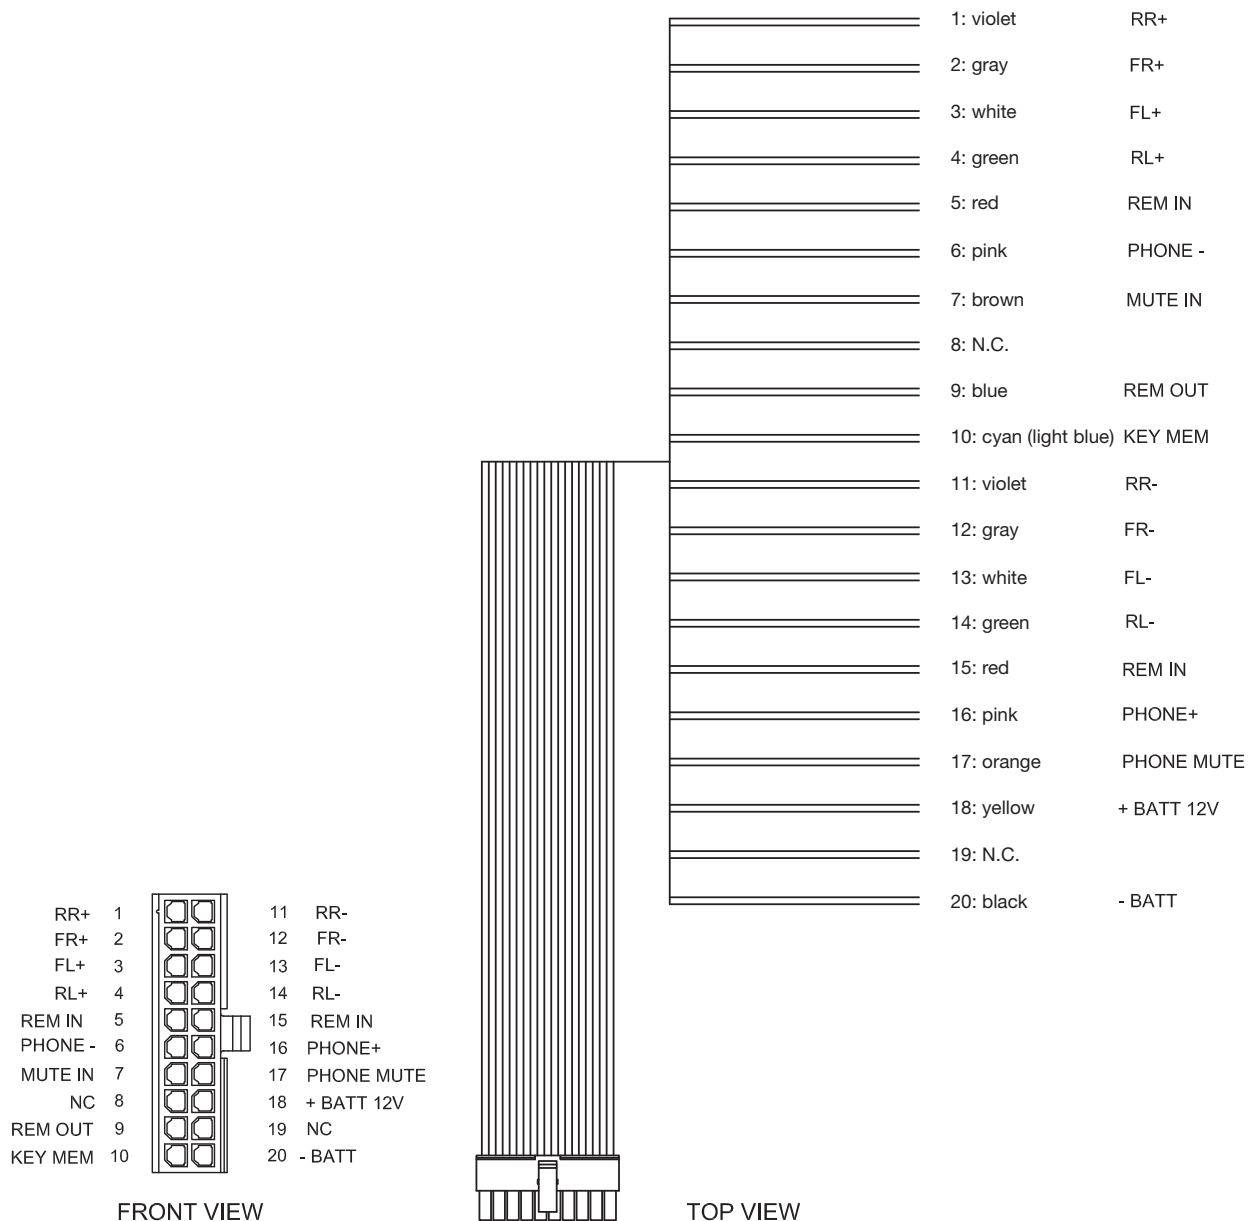 1: violet RR+
2: gray FR+
3: white FL+
4: green RL+
5: red REM IN
6: pink PHONE -
7: brown MUTE IN
8: N.C.
9: blue REM OUT
10: cyan (light blue) KEY MEM
11: violet RR-
12: gray FR-
13: white FL-
14: green RL-
15: red REM IN
16: pink PHONE+
17: orange PHONE MUTE
18: yellow + BATT 12V
19: N.C.
20: black - BATT
RR+ 1 11 RR-
FR+ 2 12 FR-
FL+ 3 13 FL-
RL+ 4 14 RL-
REM IN 5 15 REM IN
PHONE - 6 16 PHONE+
MUTE IN 7 17 PHONE MUTE
NC 8 18 + BATT 12V
REM OUT 9 19 NC
KEY MEM 10 20 - BATT
FRONT VIEW TOP VIEW